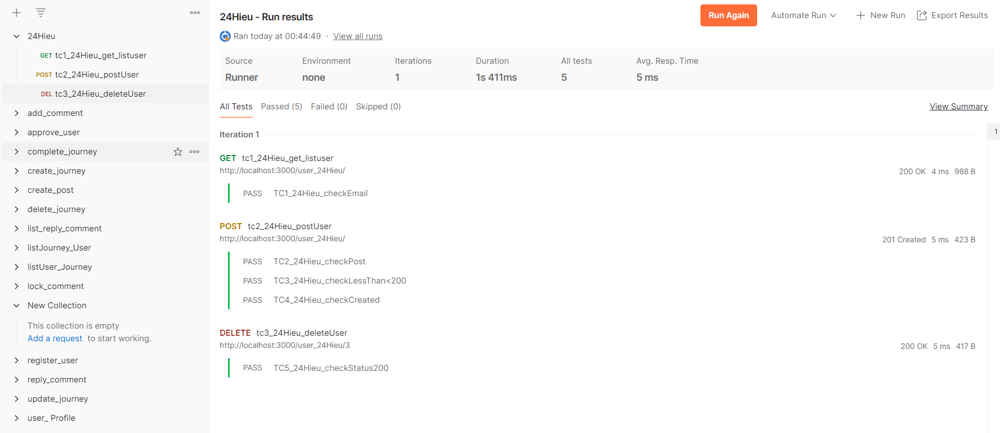 24Hieu
GET tc1_24Hieu_get_listuser
POST tc2_24Hieu_postUser
DEL tc3_24Hieu_deleteUser
add_comment
approve_user
complete_journey
create_journey
create_post
delete_journey
list_reply_comment
listJourney_User
listUser_Journey
lock_comment
New Collection
This collection is empty
Add a request to start working.
register_user
reply_comment
update_journey
user_ Profile
24Hieu - Run results
Run Again
Automate Run
New Run
Export Results
Ran today at 00:44:49 · View all runs
Source Environment Iterations Duration All tests Avg. Resp. Time
Runner none 1 1s 411ms 5 5 ms
All Tests Passed (5) Failed (0) Skipped (0) View Summary
Iteration 1
1
GET tc1_24Hieu_get_listuser
http://localhost:3000/user_24Hieu/
200 OK 4 ms 988 B
PASS TC1_24Hieu_checkEmail
POST tc2_24Hieu_postUser
http://localhost:3000/user_24Hieu/
201 Created 5 ms 423 B
PASS TC2_24Hieu_checkPost
PASS TC3_24Hieu_checkLessThan<200
PASS TC4_24Hieu_checkCreated
DELETE tc3_24Hieu_deleteUser
http://localhost:3000/user_24Hieu/3
200 OK 5 ms 417 B
PASS TC5_24Hieu_checkStatus200